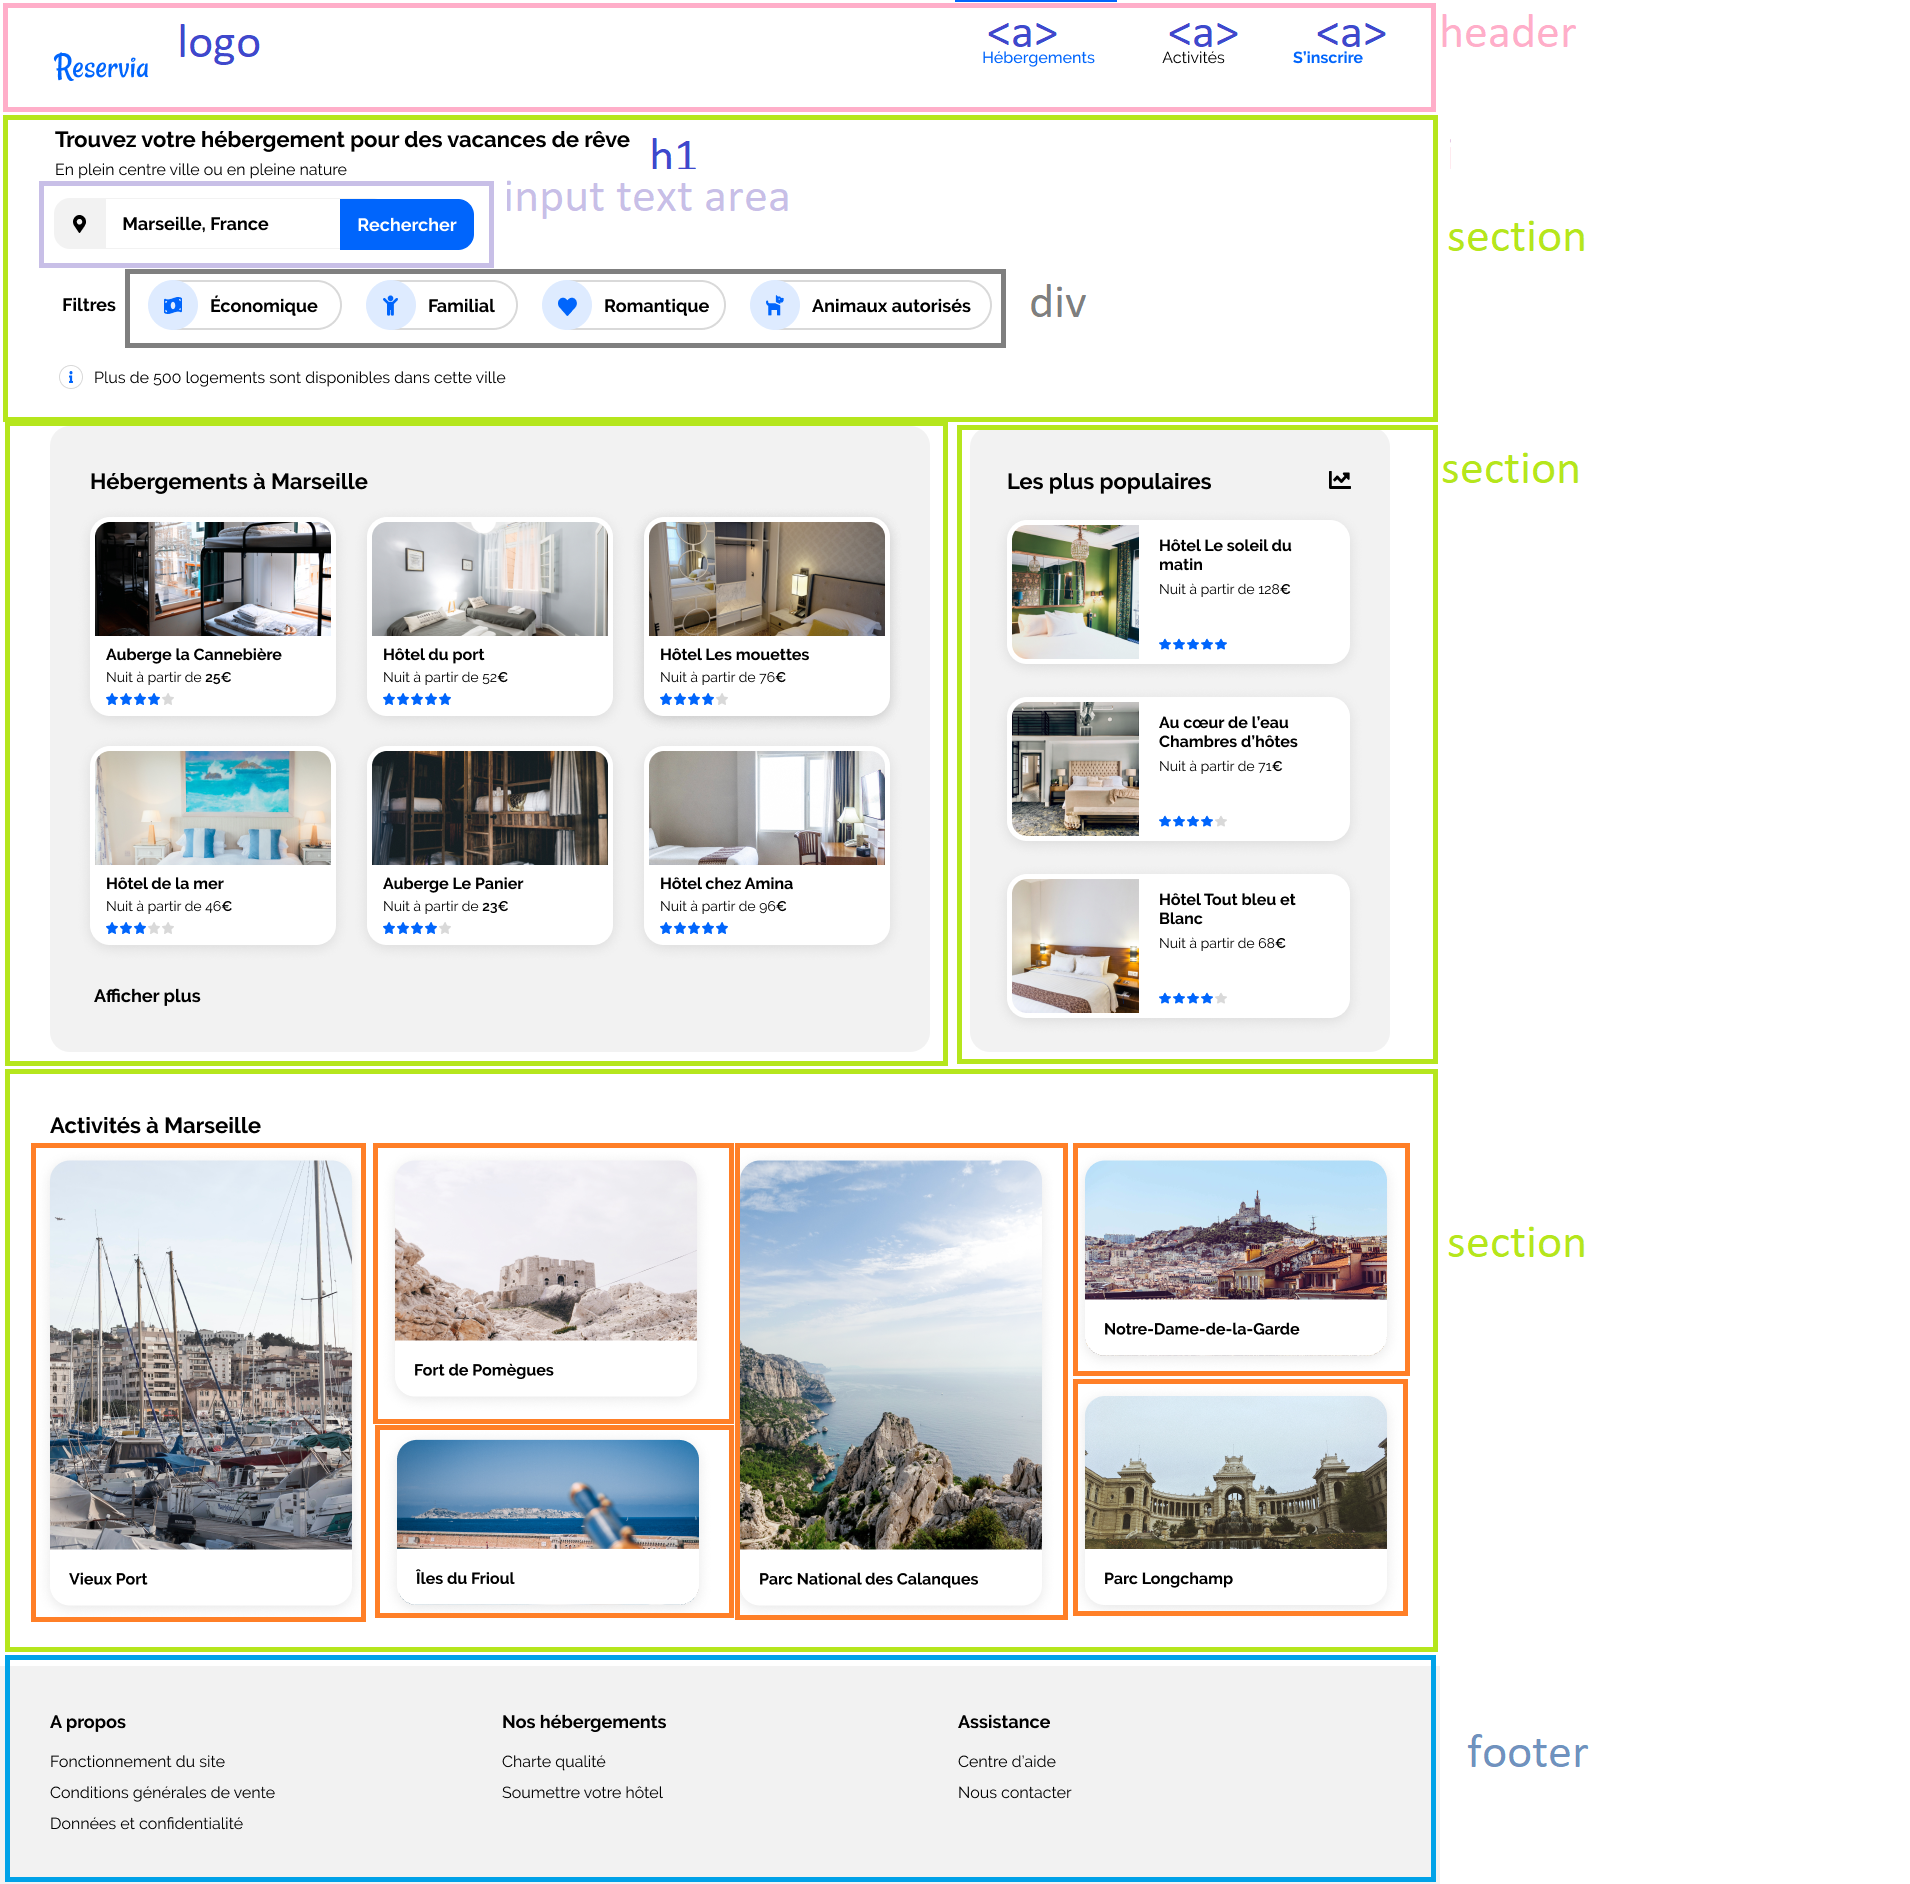 logo
<a> <a> <a>
header
Reservia
Hébergements Activités S'inscrire
Trouvez votre hébergement pour des vacances de rêve
h1
En plein centre ville ou en pleine nature
input text area
Marseille, France Rechercher
section
Filtres Économique Familial Romantique Animaux autorisés
div
Plus de 500 logements sont disponibles dans cette ville
section
Hébergements à Marseille
Auberge la Cannebière
Nuit à partir de 25€
Hôtel du port
Nuit à partir de 52€
Hôtel Les mouettes
Nuit à partir de 76€
Hôtel de la mer
Nuit à partir de 46€
Auberge Le Panier
Nuit à partir de 23€
Hôtel chez Amina
Nuit à partir de 96€
Afficher plus
Les plus populaires
Hôtel Le soleil du
matin
Nuit à partir de 128€
Au cœur de l'eau
Chambres d'hôtes
Nuit à partir de 71€
Hôtel Tout bleu et
Blanc
Nuit à partir de 68€
Activités à Marseille
section
Vieux Port
Fort de Pomègues
Îles du Frioul
Parc National des Calanques
Notre-Dame-de-la-Garde
Parc Longchamp
footer
A propos
Fonctionnement du site
Conditions générales de vente
Données et confidentialité
Nos hébergements
Charte qualité
Soumettre votre hôtel
Assistance
Centre d'aide
Nous contacter